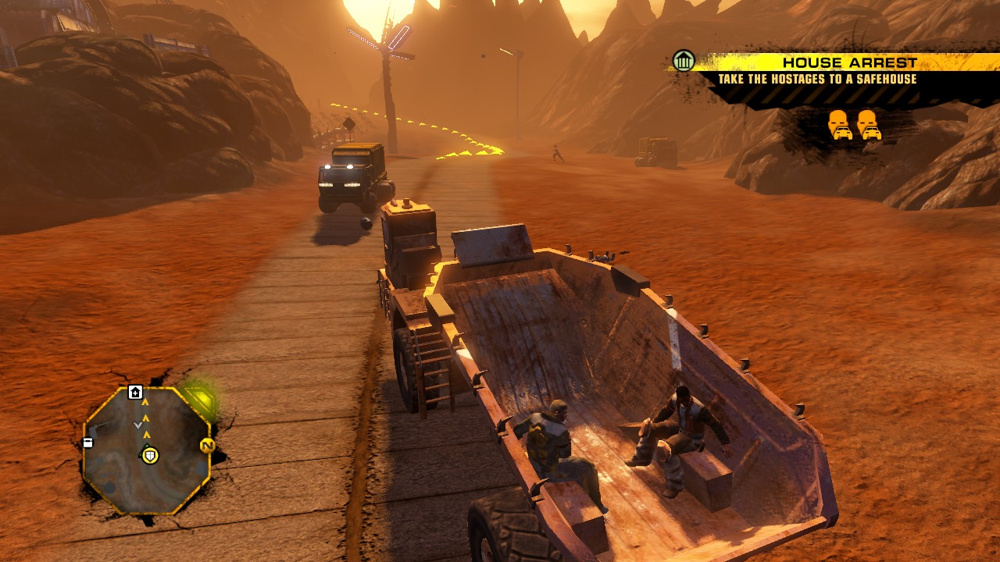 HOUSE ARREST
TAKE THE HOSTAGES TO A SAFEHOUSE
N